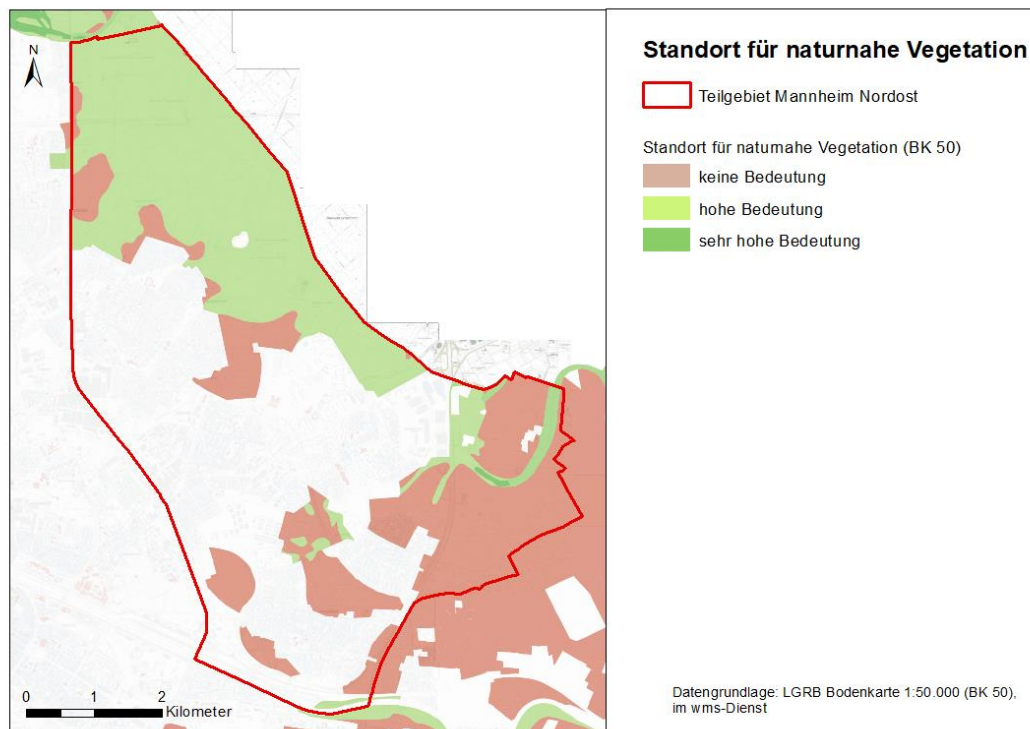 N
0 1 2
Kilometer
Standort für naturnahe Vegetation
Teilgebiet Mannheim Nordost
Standort für naturnahe Vegetation (BK 50)
keine Bedeutung
hohe Bedeutung
sehr hohe Bedeutung
Datengrundlage: LGRB Bodenkarte 1:50.000 (BK 50),
im wms-Dienst